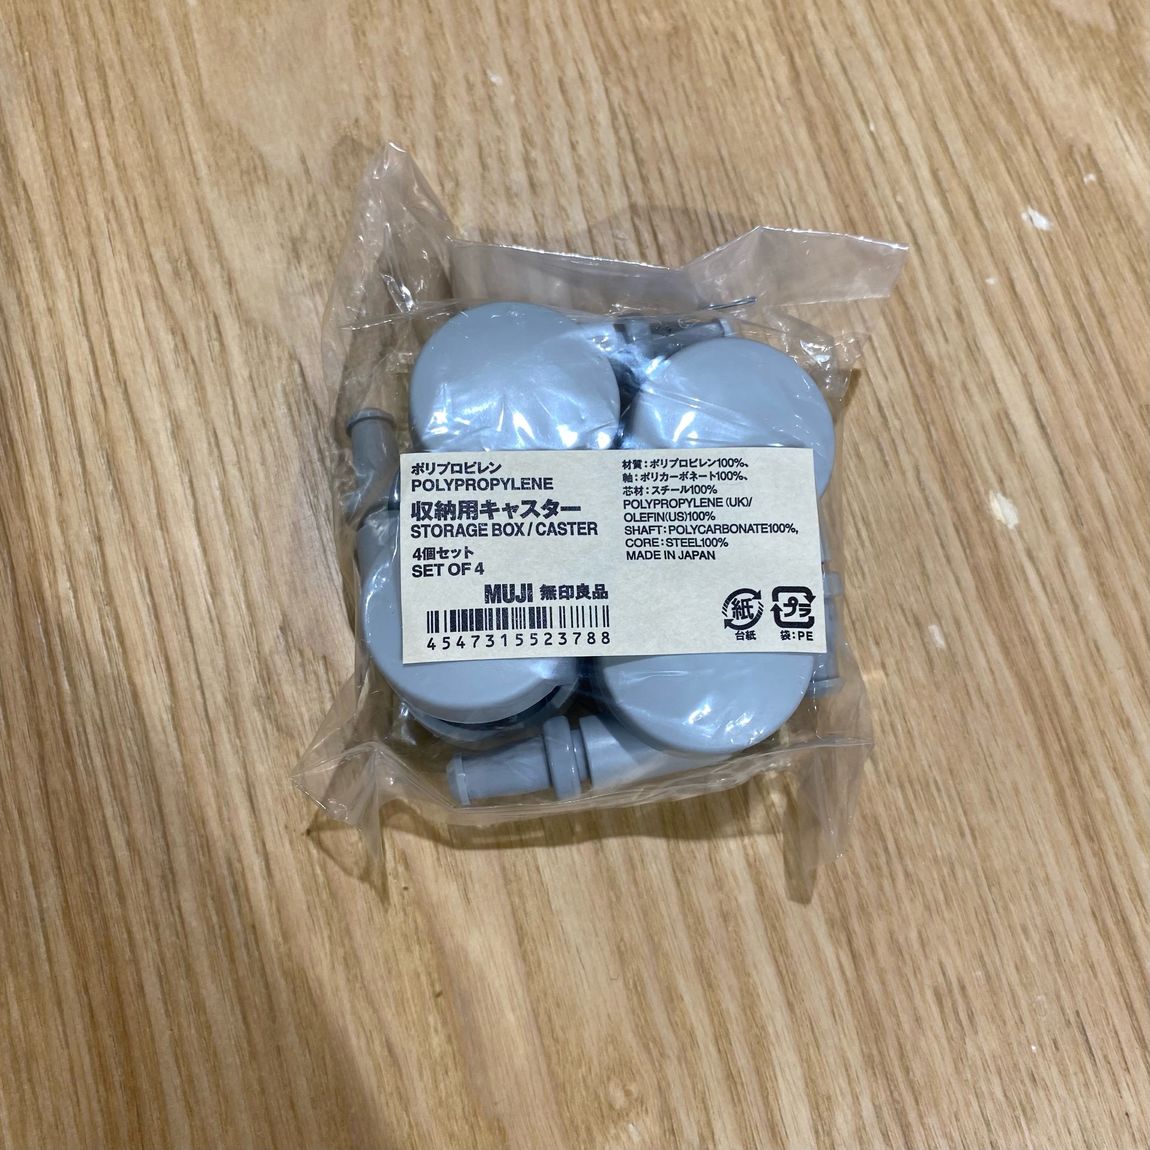 ポリプロピレン
POLYPROPYLENE
収納用キャスター
STORAGE BOX / CASTER
4個セット
SET OF 4
MUJI 無印良品
4547315523788
材質：ポリプロピレン100%、
軸：ポリカーボネート100%、
芯材：スチール100%
POLYPROPYLENE (UK)/
OLEFIN(US)100%
SHAFT: POLYCARBONATE100%,
CORE: STEEL100%
MADE IN JAPAN
紙 プラ
台紙 袋：PE